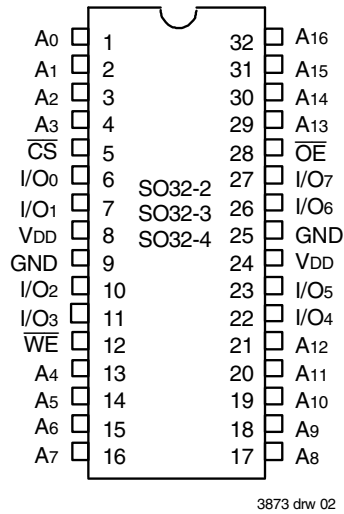 A0 1 32 A16
A1 2 31 A15
A2 3 30 A14
A3 4 29 A13
CS 5 28 OE
I/O0 6 SO32-2 27 I/O7
I/O1 7 SO32-3 26 I/O6
VDD 8 SO32-4 25 GND
GND 9 24 VDD
I/O2 10 23 I/O5
I/O3 11 22 I/O4
WE 12 21 A12
A4 13 20 A11
A5 14 19 A10
A6 15 18 A9
A7 16 17 A8
3873 drw 02